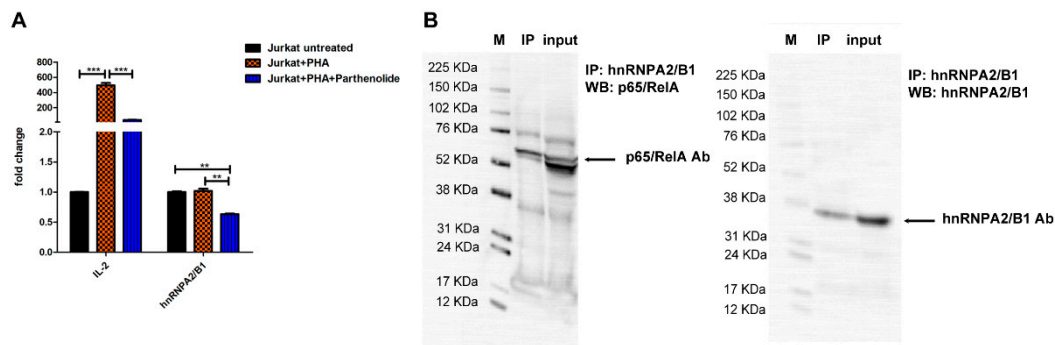 A
Jurkat untreated
Jurkat+PHA
Jurkat+PHA+Parthenolide
fold change
800
600
400
200
2.0
1.5
1.0
0.5
0.0
*** ***
**
**
IL-2
hnRNPA2/B1
B
M IP input
225 KDa
150 KDa
102 KDa
76 KDa
52 KDa
38 KDa
31 KDa
24 KDa
17 KDa
12 KDa
IP: hnRNPA2/B1
WB: p65/RelA
p65/RelA Ab
M IP input
225 KDa
150 KDa
102 KDa
76 KDa
52 KDa
38 KDa
31 KDa
24 KDa
17 KDa
12 KDa
IP: hnRNPA2/B1
WB: hnRNPA2/B1
hnRNPA2/B1 Ab